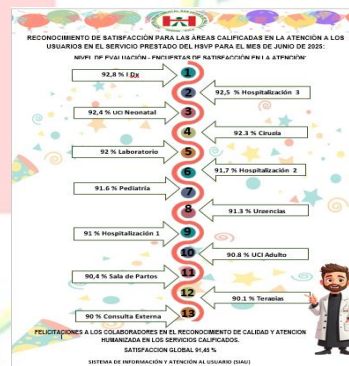 RECONOCIMIENTO DE SATISFACCIÓN PARA LAS ÁREAS CALIFICADAS EN LA ATENCIÓN A LOS
USUARIOS EN EL SERVICIO PRESTADO DEL HSVP PARA EL MES DE JUNIO DE 2025:
NIVEL DE EVALUACIÓN - ENCUESTAS DE SATISFACCIÓN EN LA ATENCIÓN:
92,8 % I Dx
1
2
92,5 % Hospitalización 3
92,4 % UCI Neonatal
3
4
92.3 % Cirugía
92 % Laboratorio
5
6
91,7 % Hospitalización 2
91.6 % Pediatría
7
8
91.3 % Urgencias
91 % Hospitalización 1
9
10
90.8 % UCI Adulto
90,4 % Sala de Partos
11
12
90.1 % Terapias
90 % Consulta Externa
13
FELICITACIONES A LOS COLABORADORES EN EL RECONOCIMIENTO DE CALIDAD Y ATENCION
HUMANIZADA EN LOS SERVICIOS CALIFICADOS.
SATISFACCION GLOBAL 91,45 %
SISTEMA DE INFORMACIÓN Y ATENCIÓN AL USUARIO (SIAU)